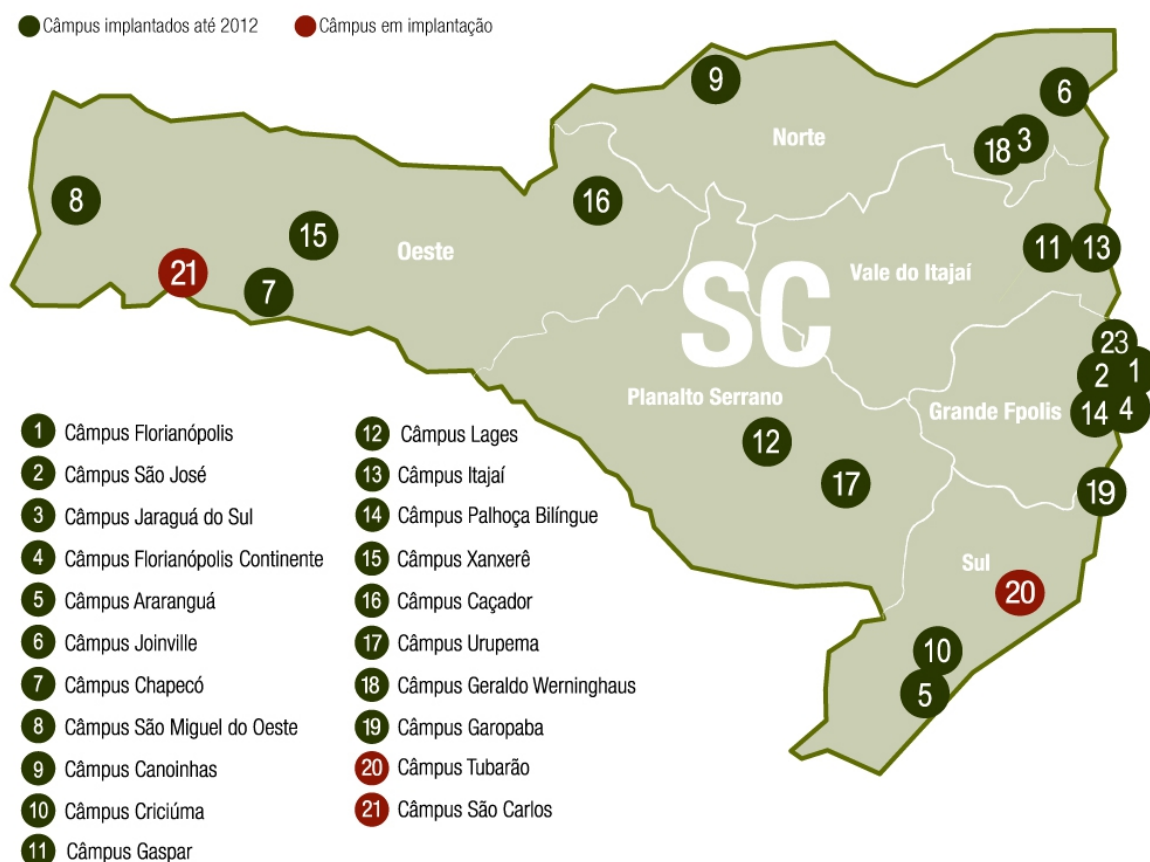 Câmpus implantados até 2012
Câmpus em implantação
9
6
Norte
18
3
8
16
15
Oeste
11
13
21
7
Vale do Itajaí
SC
23
2
1
Planalto Serrano
Grande Fpolis
14
4
12
17
19
Sul
20
10
5
1 Câmpus Florianópolis
2 Câmpus São José
3 Câmpus Jaraguá do Sul
4 Câmpus Florianópolis Continente
5 Câmpus Araranguá
6 Câmpus Joinville
7 Câmpus Chapecó
8 Câmpus São Miguel do Oeste
9 Câmpus Canoinhas
10 Câmpus Criciúma
11 Câmpus Gaspar
12 Câmpus Lages
13 Câmpus Itajaí
14 Câmpus Palhoça Bilíngue
15 Câmpus Xanxerê
16 Câmpus Caçador
17 Câmpus Urupema
18 Câmpus Geraldo Werninghaus
19 Câmpus Garopaba
20 Câmpus Tubarão
21 Câmpus São Carlos